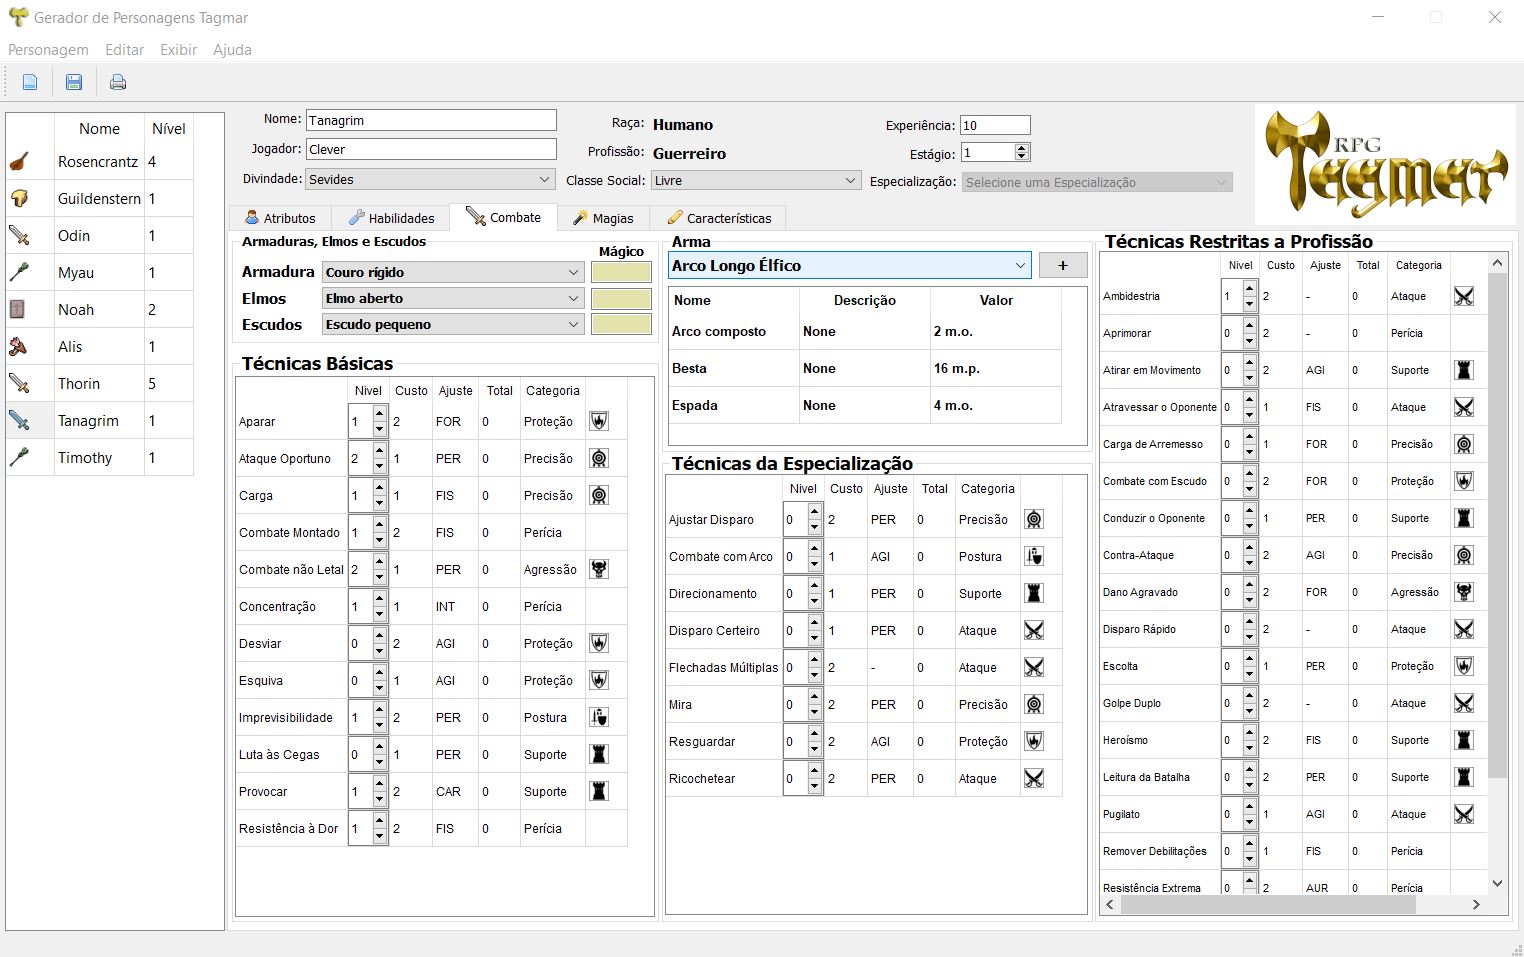 Gerador de Personagens Tagmar
Personagem Editar Exibir Ajuda
Nome Nível
Rosencrantz 4
Guildenstern 1
Odin 1
Myau 1
Noah 2
Alis 1
Thorin 5
Tanagrim 1
Timothy 1
Nome: Tanagrim
Jogador: Clever
Divindade: Sevides
Raça: Humano
Profissão: Guerreiro
Classe Social: Livre
Experiência: 10
Estágio: 1
Especialização: Selecione uma Especialização
RPG
Tagmar
Atributos Habilidades Combate Magias Características
Armaduras, Elmos e Escudos
Mágico
Armadura Couro rígido
Elmos Elmo aberto
Escudos Escudo pequeno
Técnicas Básicas
Nivel Custo Ajuste Total Categoria
Aparar 1 2 FOR 0 Proteção
Ataque Oportuno 2 1 PER 0 Precisão
Carga 1 1 FIS 0 Precisão
Combate Montado 1 2 FIS 0 Perícia
Combate não Letal 2 1 PER 0 Agressão
Concentração 1 1 INT 0 Perícia
Desviar 0 2 AGI 0 Proteção
Esquiva 0 1 AGI 0 Proteção
Imprevisibilidade 1 2 PER 0 Postura
Luta às Cegas 0 1 PER 0 Suporte
Provocar 1 2 CAR 0 Suporte
Resistência à Dor 1 2 FIS 0 Perícia
Arma
Arco Longo Élfico +
Nome Descrição Valor
Arco composto None 2 m.o.
Besta None 16 m.p.
Espada None 4 m.o.
Técnicas da Especialização
Nivel Custo Ajuste Total Categoria
Ajustar Disparo 0 2 PER 0 Precisão
Combate com Arco 0 1 AGI 0 Postura
Direcionamento 0 1 PER 0 Suporte
Disparo Certeiro 0 1 PER 0 Ataque
Flechadas Múltiplas 0 2 - 0 Ataque
Mira 0 2 PER 0 Precisão
Resguardar 0 2 AGI 0 Proteção
Ricochetear 0 2 PER 0 Ataque
Técnicas Restritas a Profissão
Nivel Custo Ajuste Total Categoria
Ambidestria 1 2 - 0 Ataque
Aprimorar 0 2 - 0 Perícia
Atirar em Movimento 0 2 AGI 0 Suporte
Atravessar o Oponente 0 1 FIS 0 Ataque
Carga de Arremesso 0 1 FOR 0 Precisão
Combate com Escudo 0 2 FOR 0 Proteção
Conduzir o Oponente 0 1 PER 0 Suporte
Contra-Ataque 0 2 AGI 0 Precisão
Dano Agravado 0 2 FOR 0 Agressão
Disparo Rápido 0 2 - 0 Ataque
Escolta 0 1 PER 0 Proteção
Golpe Duplo 0 2 - 0 Ataque
Heroísmo 0 2 FIS 0 Suporte
Leitura da Batalha 0 2 PER 0 Suporte
Pugilato 0 1 AGI 0 Ataque
Remover Debilitações 0 1 FIS 0 Perícia
Resistência Extrema 0 2 AUR 0 Perícia